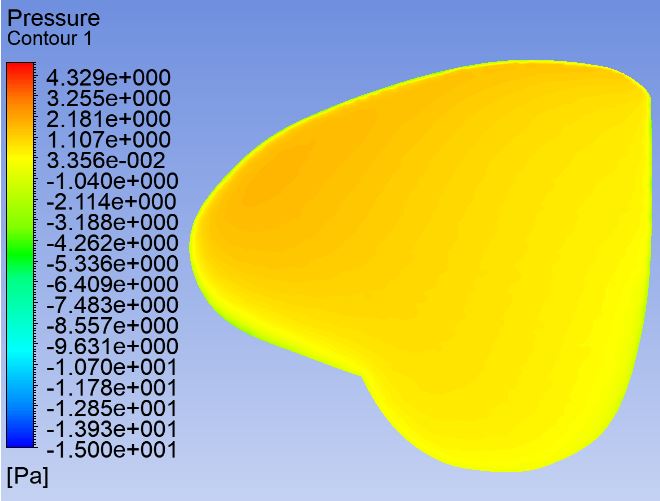 Pressure
Contour 1
4.329e+000
3.255e+000
2.181e+000
1.107e+000
3.356e-002
-1.040e+000
-2.114e+000
-3.188e+000
-4.262e+000
-5.336e+000
-6.409e+000
-7.483e+000
-8.557e+000
-9.631e+000
-1.070e+001
-1.178e+001
-1.285e+001
-1.393e+001
-1.500e+001
[Pa]